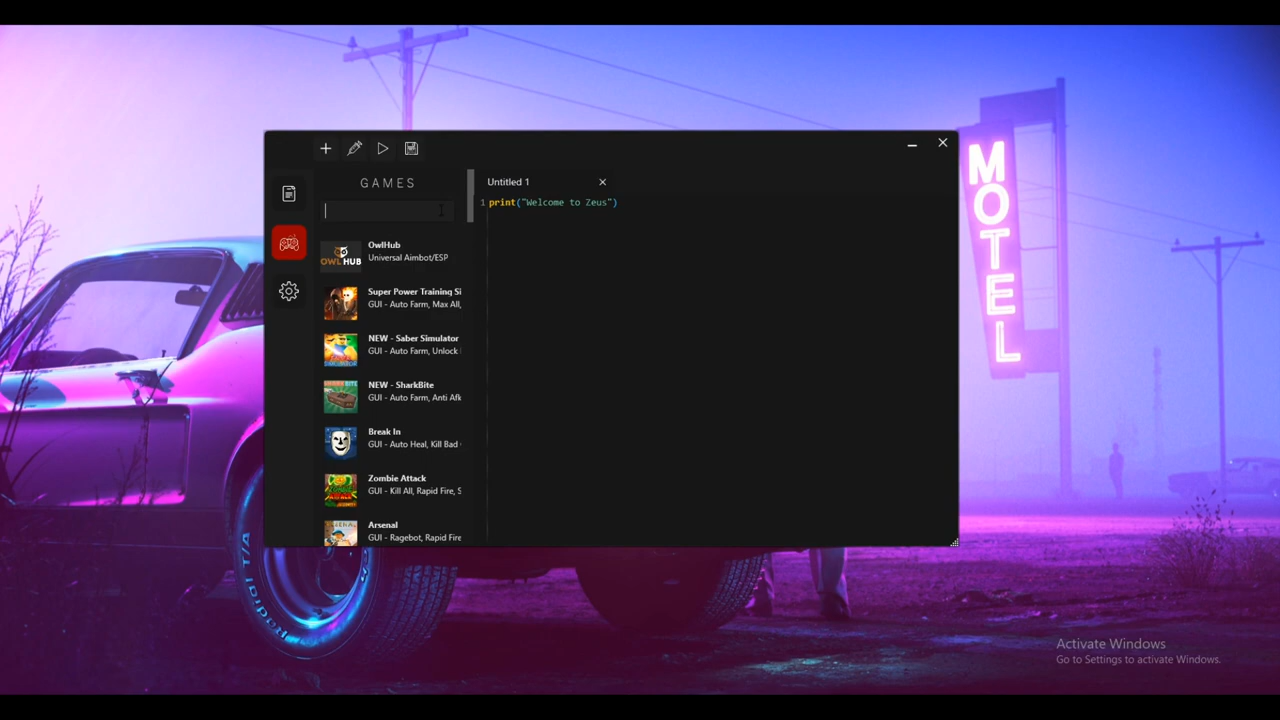 GAMES
Untitled 1
1 print("Welcome to Zeus")
OWL HUB
OwlHub
Universal Aimbot/ESP
Super Power Training Si
GUI - Auto Farm, Max All,
NEW - Saber Simulator
GUI - Auto Farm, Unlock
NEW - SharkBite
GUI - Auto Farm, Anti Afk
Break In
GUI - Auto Heal, Kill Bad
Zombie Attack
GUI - Kill All, Rapid Fire, S
Arsenal
GUI - Ragebot, Rapid Fire
MOTEL
Radial T/A
Activate Windows
Go to Settings to activate Windows.